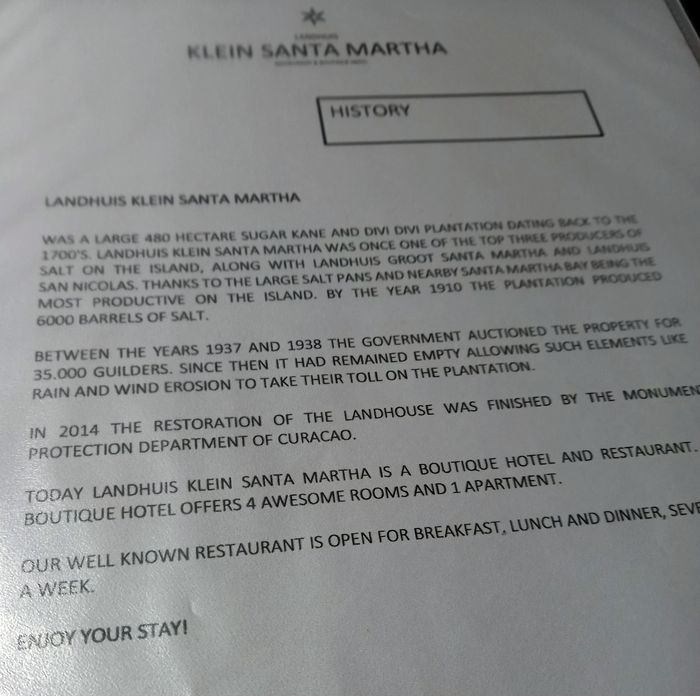 LANDHUIS
KLEIN SANTA MARTHA
HISTORY
LANDHUIS KLEIN SANTA MARTHA
WAS A LARGE 480 HECTARE SUGAR KANE AND DIVI DIVI PLANTATION DATING BACK TO THE
1700'S. LANDHUIS KLEIN SANTA MARTHA WAS ONCE ONE OF THE TOP THREE PRODUCERS OF
SALT ON THE ISLAND, ALONG WITH LANDHUIS GROOT SANTA MARTHA AND LANDHUIS
SAN NICOLAS. THANKS TO THE LARGE SALT PANS AND NEARBY SANTA MARTHA BAY BEING THE
MOST PRODUCTIVE ON THE ISLAND. BY THE YEAR 1910 THE PLANTATION PRODUCED
6000 BARRELS OF SALT.
BETWEEN THE YEARS 1937 AND 1938 THE GOVERNMENT AUCTIONED THE PROPERTY FOR
35.000 GUILDERS. SINCE THEN IT HAD REMAINED EMPTY ALLOWING SUCH ELEMENTS LIKE
RAIN AND WIND EROSION TO TAKE THEIR TOLL ON THE PLANTATION.
IN 2014 THE RESTORATION OF THE LANDHOUSE WAS FINISHED BY THE MONUMEN
PROTECTION DEPARTMENT OF CURACAO.
TODAY LANDHUIS KLEIN SANTA MARTHA IS A BOUTIQUE HOTEL AND RESTAURANT.
BOUTIQUE HOTEL OFFERS 4 AWESOME ROOMS AND 1 APARTMENT.
OUR WELL KNOWN RESTAURANT IS OPEN FOR BREAKFAST, LUNCH AND DINNER, SEVE
A WEEK.
ENJOY YOUR STAY!